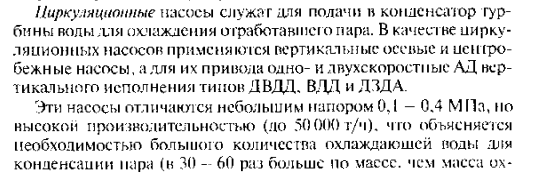 Циркуляционные насосы служат для подачи в конденсатор тур-
бины воды для охлаждения отработавшего пара. В качестве цирку-
ляционных насосов применяются вертикальные осевые и центро-
бежные насосы, а для их привода одно- и двухскоростные АД вер-
тикального исполнения типов ДВДД, ВДД и ДЗДА.
Эти насосы отличаются небольшим напором 0,1 – 0,4 МПа, но
высокой производительностью (до 50 000 т/ч), что объясняется
необходимостью большого количества охлаждающей воды для
конденсации пара (в 30 – 60 раз больше по массе, чем масса ох-